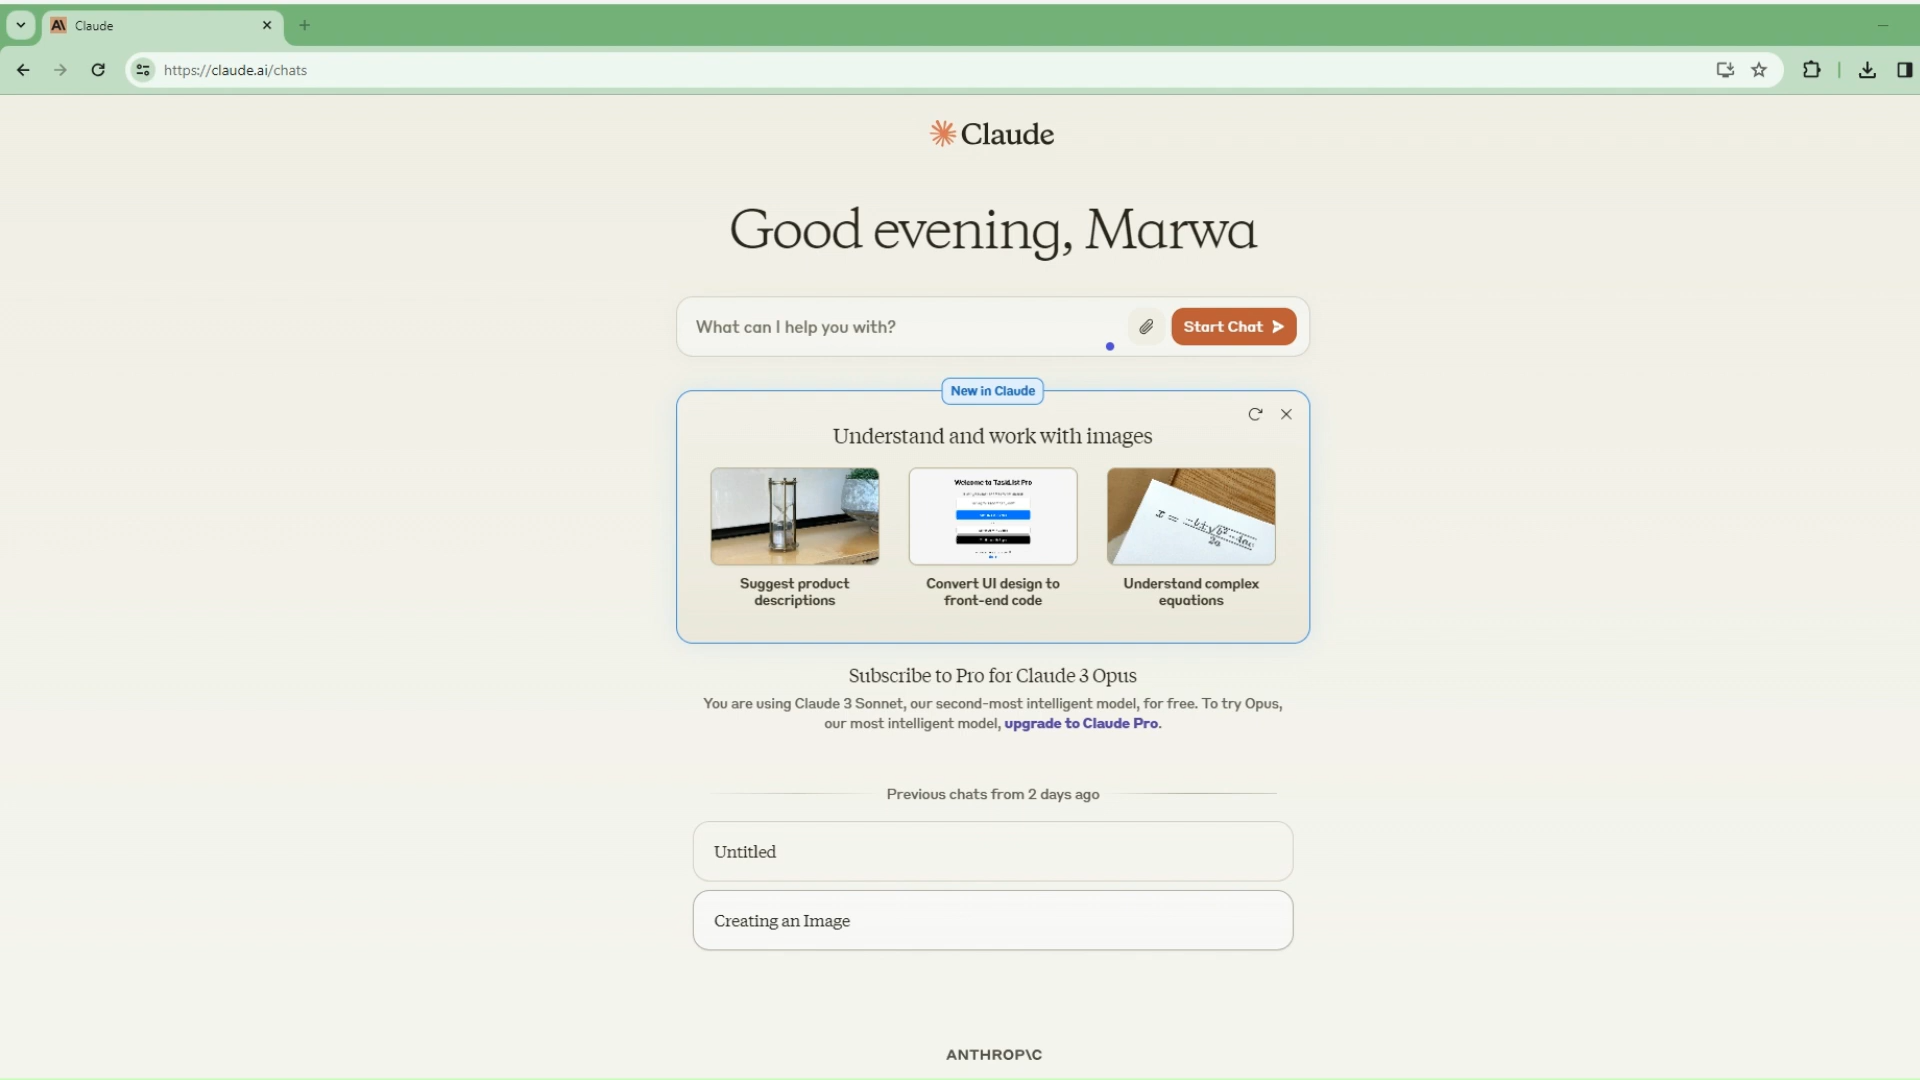 Claude
https://claude.ai/chats
Claude
Good evening, Marwa
What can I help you with?
Start Chat
New in Claude
Understand and work with images
Welcome to TaskList Pro
Suggest product
descriptions
Convert UI design to
front-end code
Understand complex
equations
Subscribe to Pro for Claude 3 Opus
You are using Claude 3 Sonnet, our second-most intelligent model, for free. To try Opus,
our most intelligent model, upgrade to Claude Pro.
Previous chats from 2 days ago
Untitled
Creating an Image
ANTHROP\C